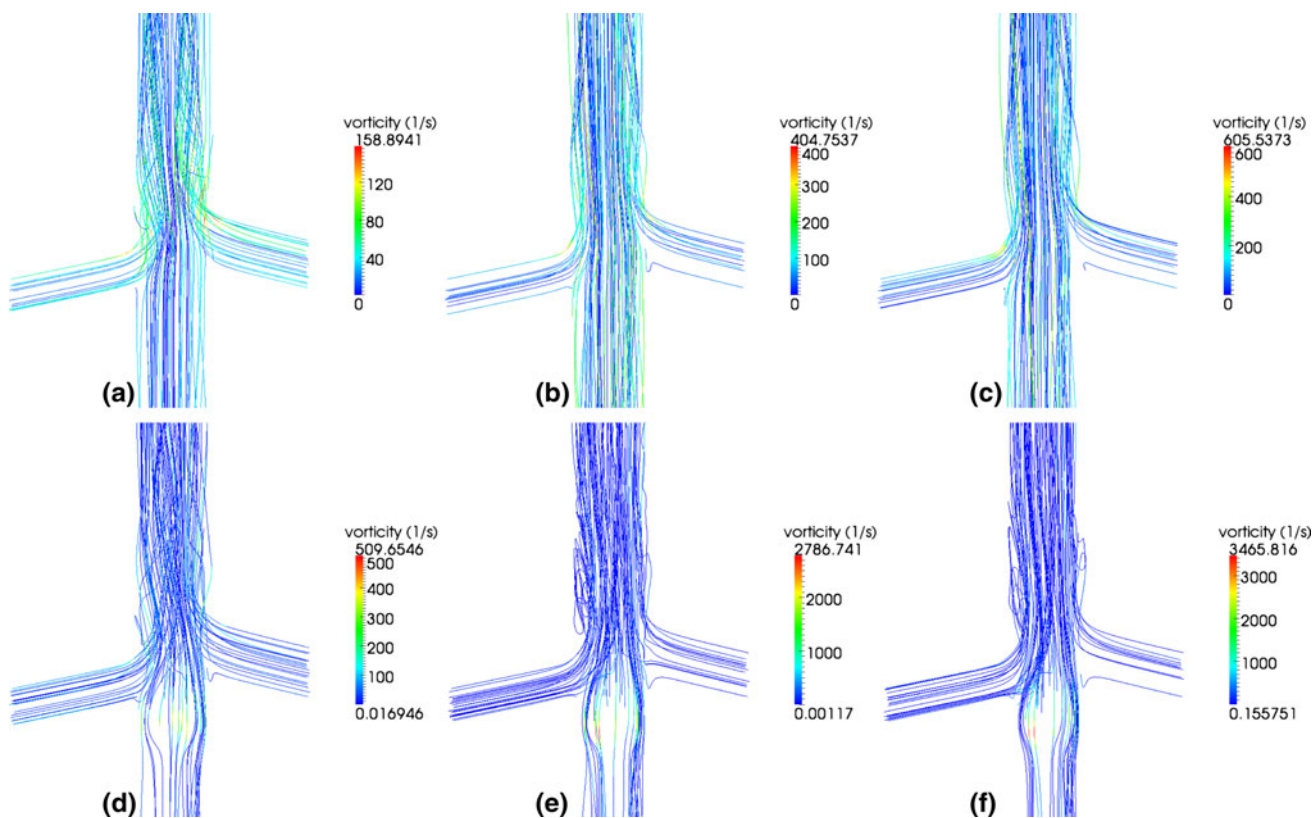 vorticity (1/s)
158.8941
120
80
40
0
(a)
vorticity (1/s)
404.7537
400
300
200
100
0
(b)
vorticity (1/s)
605.5373
600
400
200
0
(c)
vorticity (1/s)
509.6546
500
400
300
200
100
0.016946
(d)
vorticity (1/s)
2786.741
2000
1000
0.00117
(e)
vorticity (1/s)
3465.816
3000
2000
1000
0.155751
(f)